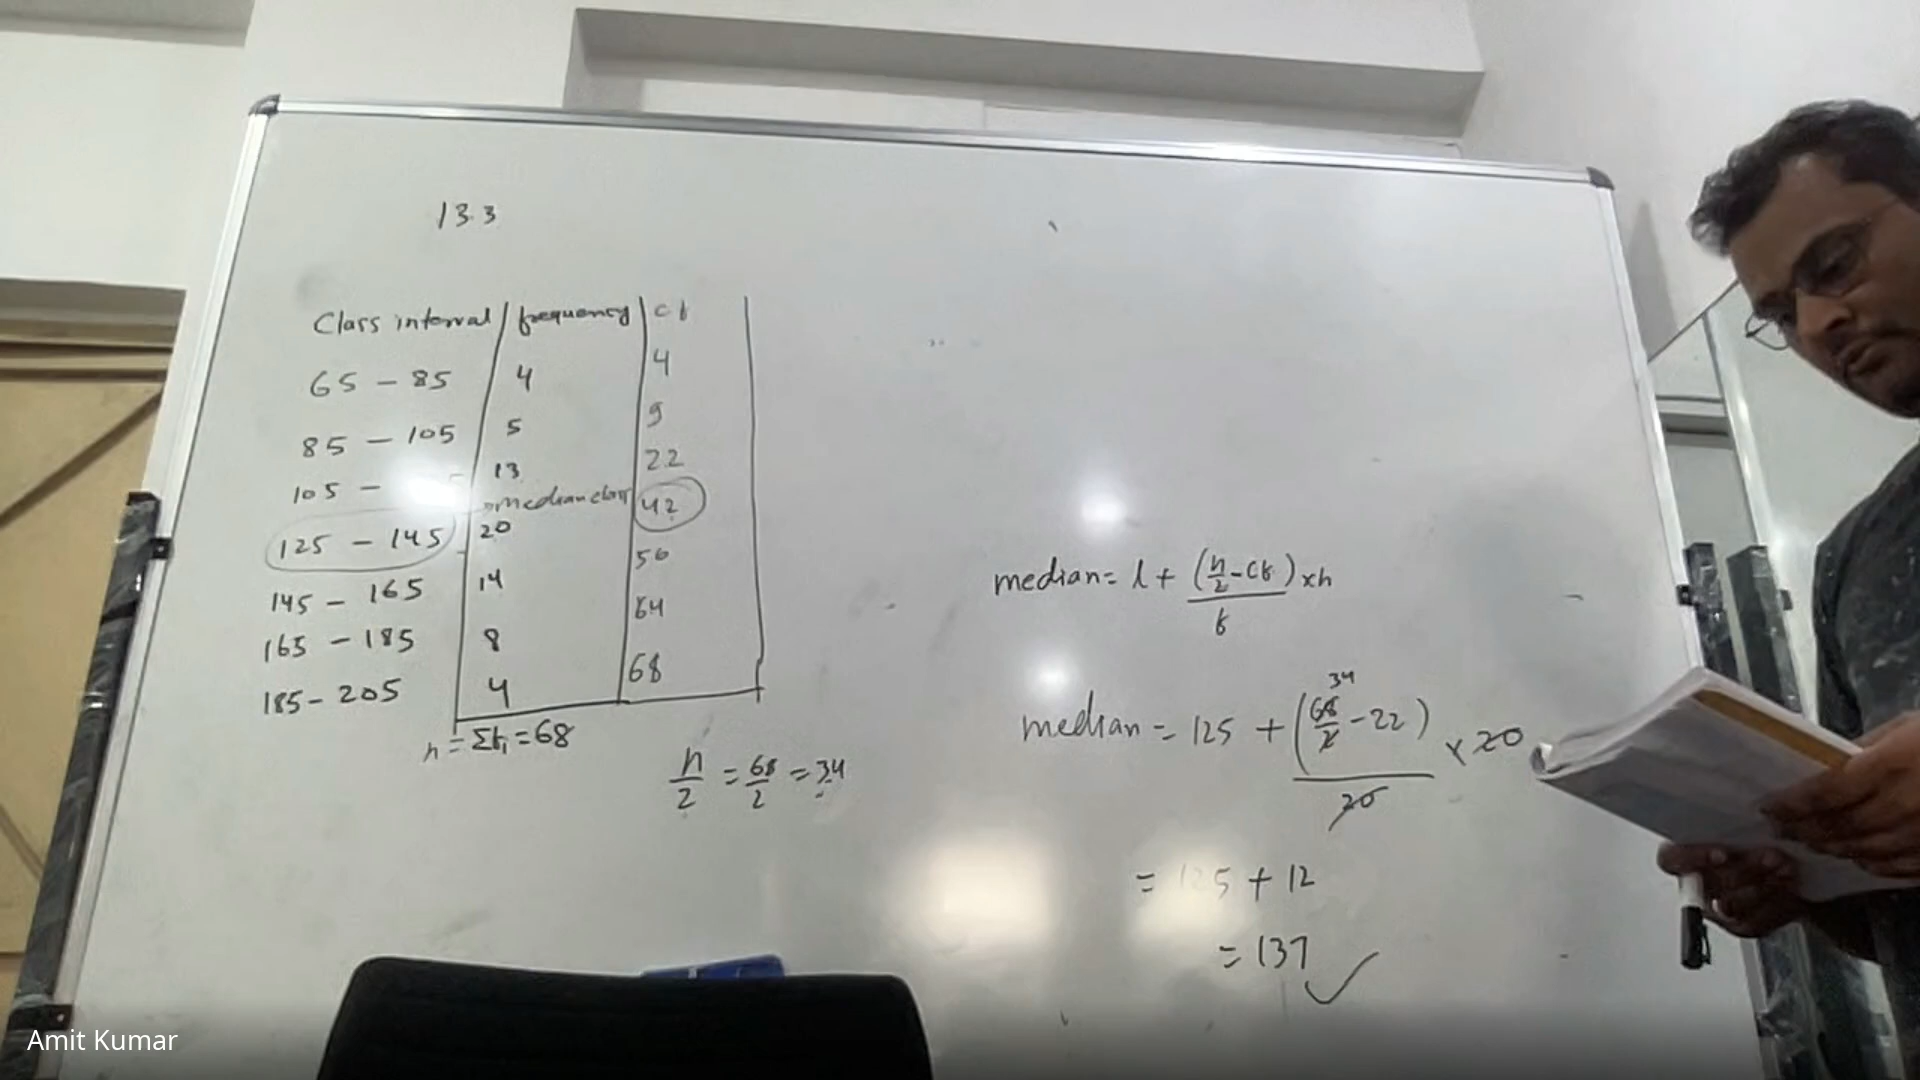 13.3
Class interval frequency cf
65 - 85 4 4
85 - 105 5 9
105 - 13 22
median class
125 - 145 20 42
145 - 165 14 56
165 - 185 8 64
185 - 205 4 68
n = Σfi = 68
n/2 = 68/2 = 34
median = l + (n/2 - cf)/f × h
34
median = 125 + (68/2 - 22)/20 × 20
= 125 + 12
= 137 ✓
Amit Kumar